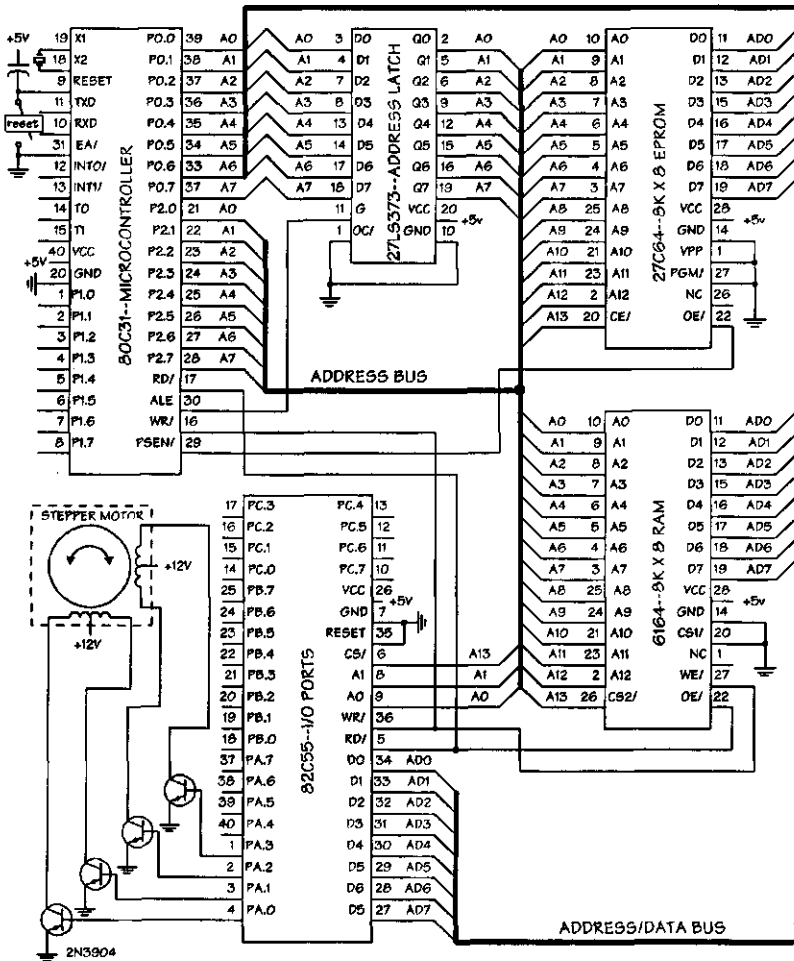 +5v
reset
+5V
19 X1 P0.0 39 A0
18 X2 P0.1 38 A1
9 RESET P0.2 37 A2
11 TXD P0.3 36 A3
10 RXD P0.4 35 A4
31 EA/ P0.5 34 A5
12 INT0/ P0.6 33 A6
13 INT1/ P0.7 37 A7
14 T0 P2.0 21 A0
15 T1 P2.1 22 A1
40 VCC P2.2 23 A2
20 GND P2.3 24 A3
1 P1.0 P2.4 25 A4
2 P1.1 P2.5 26 A5
3 P1.2 P2.6 27 A6
4 P1.3 P2.7 28 A7
5 P1.4 RD/ 17
6 P1.5 ALE 30
7 P1.6 WR/ 16
8 P1.7 PSEN/ 29
80C31--MICROCONTROLLER
A0 3 D0 Q0 2 A0
A1 4 D1 Q1 5 A1
A2 7 D2 Q2 6 A2
A3 8 D3 Q3 9 A3
A4 13 D4 Q4 12 A4
A5 14 D5 Q5 15 A5
A6 17 D6 Q6 16 A6
A7 18 D7 Q7 19 A7
11 G VCC 20
+5v
1 OC/ GND 10
27LS373--ADDRESS LATCH
A0 10 A0 D0 11 AD0
A1 9 A1 D1 12 AD1
A2 8 A2 D2 13 AD2
A3 7 A3 D3 15 AD3
A4 6 A4 D4 16 AD4
A5 5 A5 D5 17 AD5
A6 4 A6 D6 18 AD6
A7 3 A7 D7 19 AD7
A8 25 A8 VCC 28
+5v
A9 24 A9 GND 14
A10 21 A10 VPP 1
A11 23 A11 PGM/ 27
A12 2 A12 NC 26
A13 20 CE/ OE/ 22
27C64--8K X 8 EPROM
ADDRESS BUS
A0 10 A0 D0 11 AD0
A1 9 A1 D1 12 AD1
A2 8 A2 D2 13 AD2
A3 7 A3 D3 15 AD3
A4 6 A4 D4 16 AD4
A5 5 A5 D5 17 AD5
A6 4 A6 D6 18 AD6
A7 3 A7 D7 19 AD7
A8 25 A8 VCC 28
+5v
A9 24 A9 GND 14
A10 21 A10 CS1/ 20
A11 23 A11 NC 1
A12 2 A12 WE/ 27
A13 26 CS2/ OE/ 22
6164--8K X 8 RAM
STEPPER MOTOR
+12V
+12V
17 PC.3 PC.4 13
16 PC.2 PC.5 12
15 PC.1 PC.6 11
14 PC.0 PC.7 10
25 PB.7 VCC 26
+5v
24 PB.6 GND 7
23 PB.5 RESET 35
22 PB.4 CS/ 6 A13
21 PB.3 A1 8 A1
20 PB.2 A0 9 A0
19 PB.1 WR/ 36
18 PB.0 RD/ 5
37 PA.7 D0 34 AD0
38 PA.6 D1 33 AD1
39 PA.5 D2 32 AD2
40 PA.4 D3 31 AD3
1 PA.3 D4 30 AD4
2 PA.2 D5 29 AD5
3 PA.1 D6 28 AD6
4 PA.0 D5 27 AD7
82C55--I/O PORTS
2N3904
ADDRESS/DATA BUS